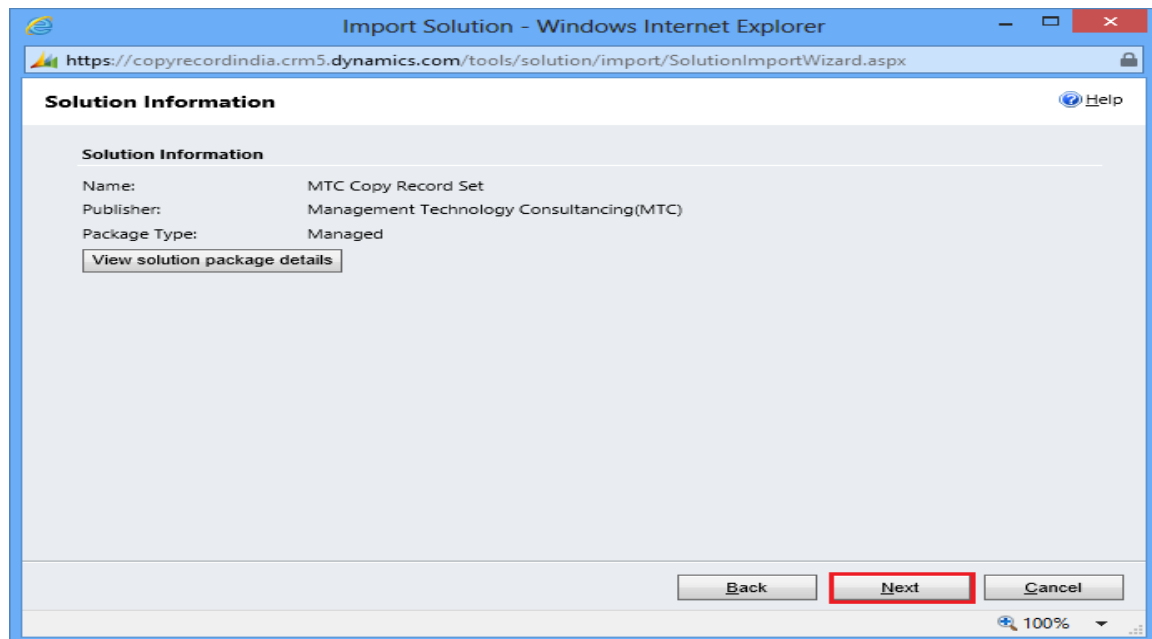 Import Solution - Windows Internet Explorer
https://copyrecordindia.crm5.dynamics.com/tools/solution/import/SolutionImportWizard.aspx
Solution Information
Help
Solution Information
Name: MTC Copy Record Set
Publisher: Management Technology Consultancing(MTC)
Package Type: Managed
View solution package details
Back Next Cancel
100%